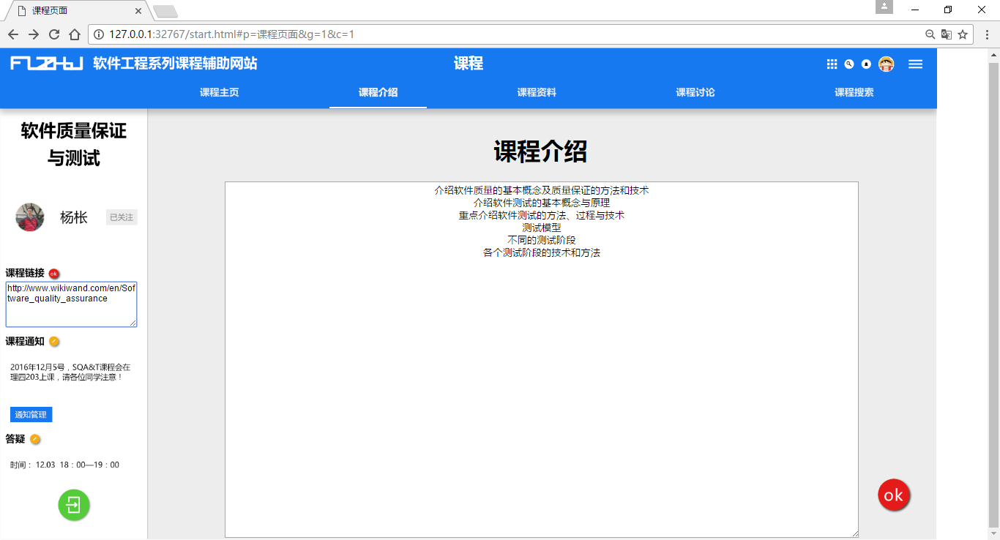 课程页面
127.0.0.1:32767/start.html#p=课程页面&g=1&c=1
软件工程系列课程辅助网站
课程
课程主页
课程介绍
课程资料
课程讨论
课程搜索
软件质量保证
与测试
杨枨
已关注
课程链接
ok
http://www.wikiwand.com/en/Sof
tware_quality_assurance
课程通知
2016年12月5号，SQA&T课程会在
理四203上课，请各位同学注意！
通知管理
答疑
时间： 12.03 18：00—19：00
课程介绍
介绍软件质量的基本概念及质量保证的方法和技术
介绍软件测试的基本概念与原理
重点介绍软件测试的方法、过程与技术
测试模型
不同的测试阶段
各个测试阶段的技术和方法
ok